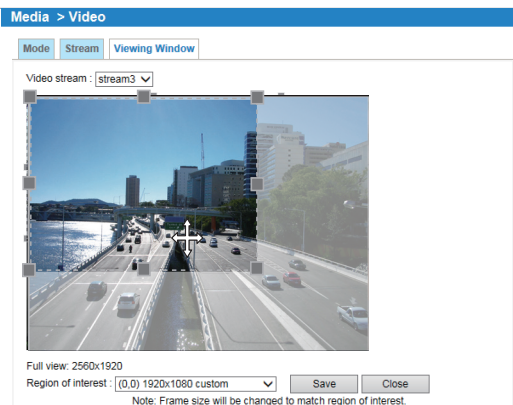 Media > Video
Mode Stream Viewing Window
Video stream : stream3
Full view: 2560x1920
Region of interest : (0,0) 1920x1080 custom Save Close
Note: Frame size will be changed to match region of interest.